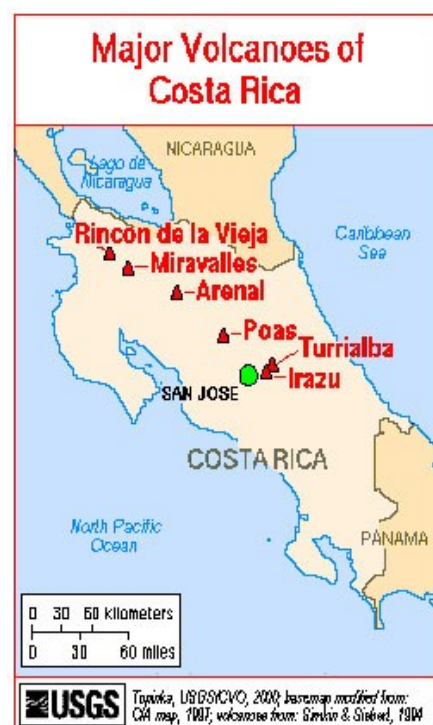 Major Volcanoes of
Costa Rica
NICARAGUA
Lago de
Nicaragua
Caribbean
Sea
Rincon de la Vieja
Miravalles
Arenal
Poas
Turrialba
Irazu
SAN JOSE
COSTA RICA
North Pacific
Ocean
PANAMA
0 30 60 kilometers
0 30 60 miles
USGS
Topinka, USGS/CVO, 2000; basemap modified from:
CIA map, 1997; volcanoes from: Simkin & Siebert, 1994